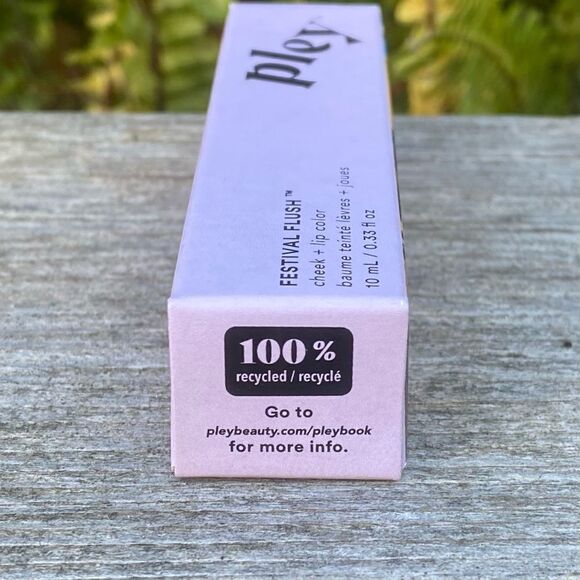 pley
FESTIVAL FLUSH™
cheek + lip color
baume teinté lèvres + joues
10 mL / 0.33 fl oz
100%
recycled / recyclé
Go to
pleybeauty.com/pleybook
for more info.